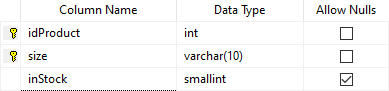 Column Name Data Type Allow Nulls
idProduct int
size varchar(10)
inStock smallint